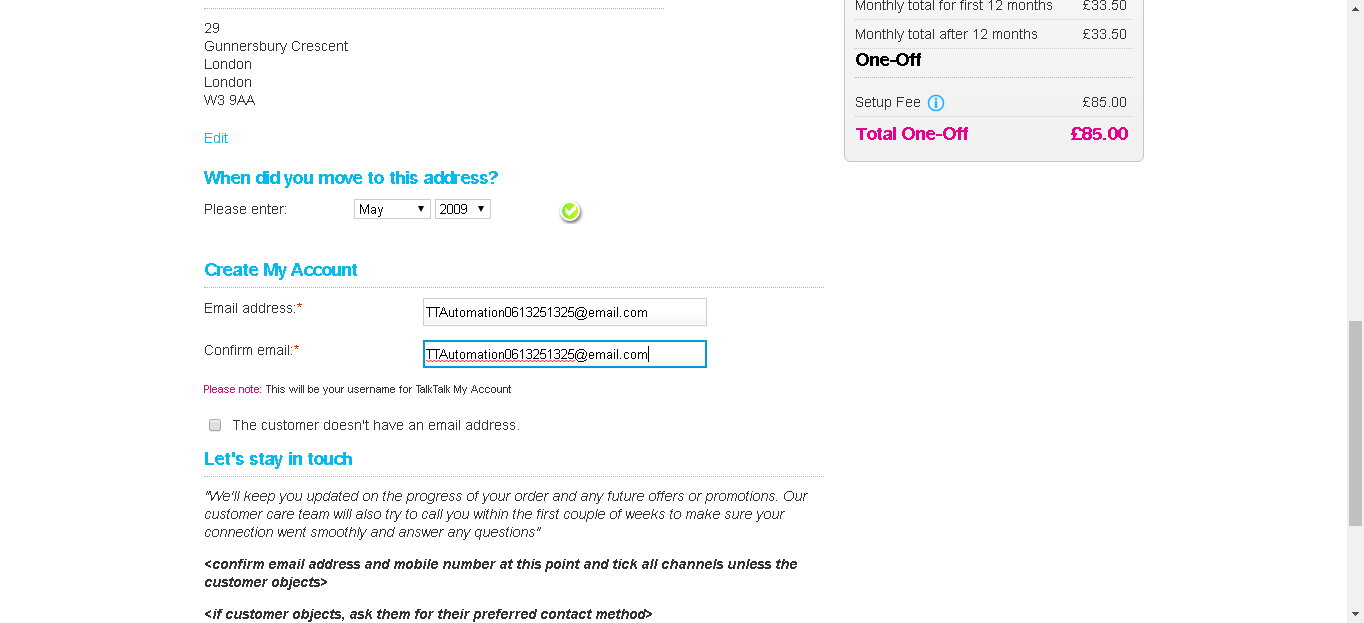 29
Gunnersbury Crescent
London
London
W3 9AA
Edit
When did you move to this address?
Please enter: May 2009
Create My Account
Email address:* TTAutomation0613251325@email.com
Confirm email:* TTAutomation0613251325@email.com
Please note: This will be your username for TalkTalk My Account
The customer doesn't have an email address.
Let's stay in touch
"We'll keep you updated on the progress of your order and any future offers or promotions. Our
customer care team will also try to call you within the first couple of weeks to make sure your
connection went smoothly and answer any questions"
<confirm email address and mobile number at this point and tick all channels unless the
customer objects>
<if customer objects, ask them for their preferred contact method>
Monthly total for first 12 months £33.50
Monthly total after 12 months £33.50
One-Off
Setup Fee i £85.00
Total One-Off £85.00